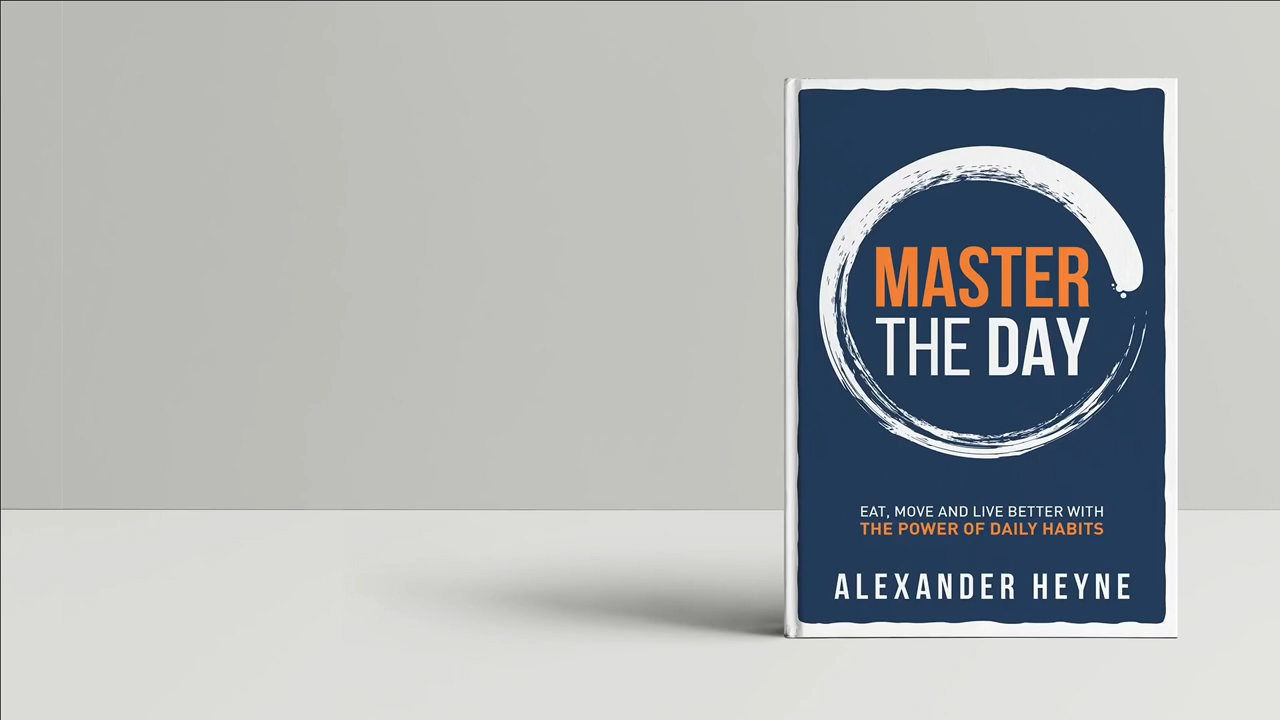 MASTER
THE DAY
EAT, MOVE AND LIVE BETTER WITH
THE POWER OF DAILY HABITS
ALEXANDER HEYNE